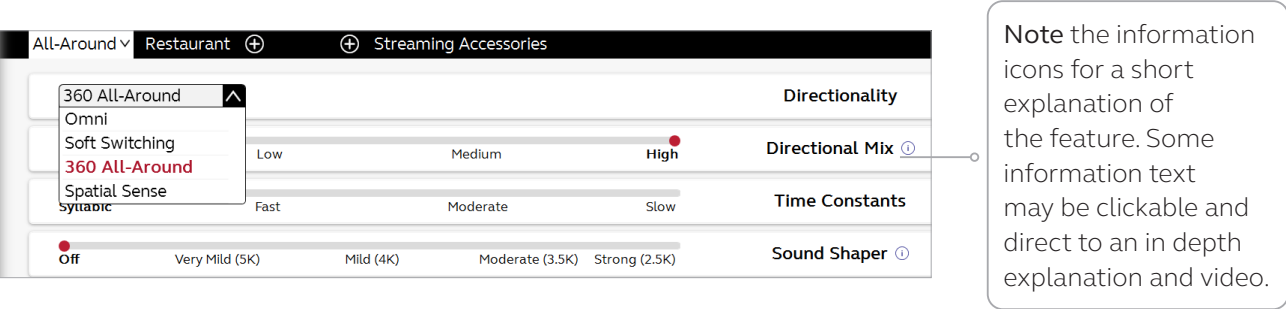 All-Around Restaurant Streaming Accessories
360 All-Around Directionality
Omni
Soft Switching
360 All-Around
Spatial Sense
Low Medium High Directional Mix
Syllabic Fast Moderate Slow Time Constants
Off Very Mild (5K) Mild (4K) Moderate (3.5K) Strong (2.5K) Sound Shaper
Note the information
icons for a short
explanation of
the feature. Some
information text
may be clickable and
direct to an in depth
explanation and video.